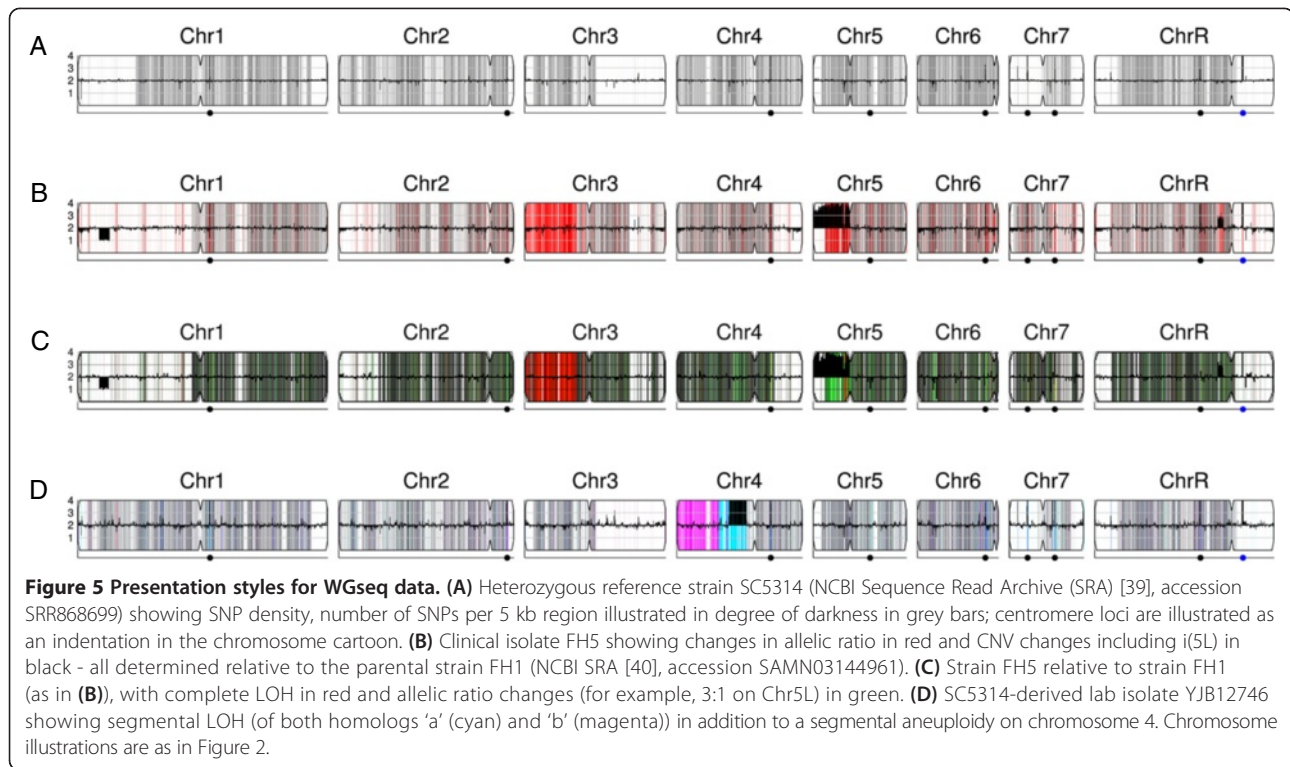 A
Chr1 Chr2 Chr3 Chr4 Chr5 Chr6 Chr7 ChrR
4
3
2
1
B
Chr1 Chr2 Chr3 Chr4 Chr5 Chr6 Chr7 ChrR
4
3
2
1
C
Chr1 Chr2 Chr3 Chr4 Chr5 Chr6 Chr7 ChrR
4
3
2
1
D
Chr1 Chr2 Chr3 Chr4 Chr5 Chr6 Chr7 ChrR
4
3
2
1
Figure 5 Presentation styles for WGseq data. (A) Heterozygous reference strain SC5314 (NCBI Sequence Read Archive (SRA) [39], accession
SRR868699) showing SNP density, number of SNPs per 5 kb region illustrated in degree of darkness in grey bars; centromere loci are illustrated as
an indentation in the chromosome cartoon. (B) Clinical isolate FH5 showing changes in allelic ratio in red and CNV changes including i(5L) in
black - all determined relative to the parental strain FH1 (NCBI SRA [40], accession SAMN03144961). (C) Strain FH5 relative to strain FH1
(as in (B)), with complete LOH in red and allelic ratio changes (for example, 3:1 on Chr5L) in green. (D) SC5314-derived lab isolate YJB12746
showing segmental LOH (of both homologs 'a' (cyan) and 'b' (magenta)) in addition to a segmental aneuploidy on chromosome 4. Chromosome
illustrations are as in Figure 2.